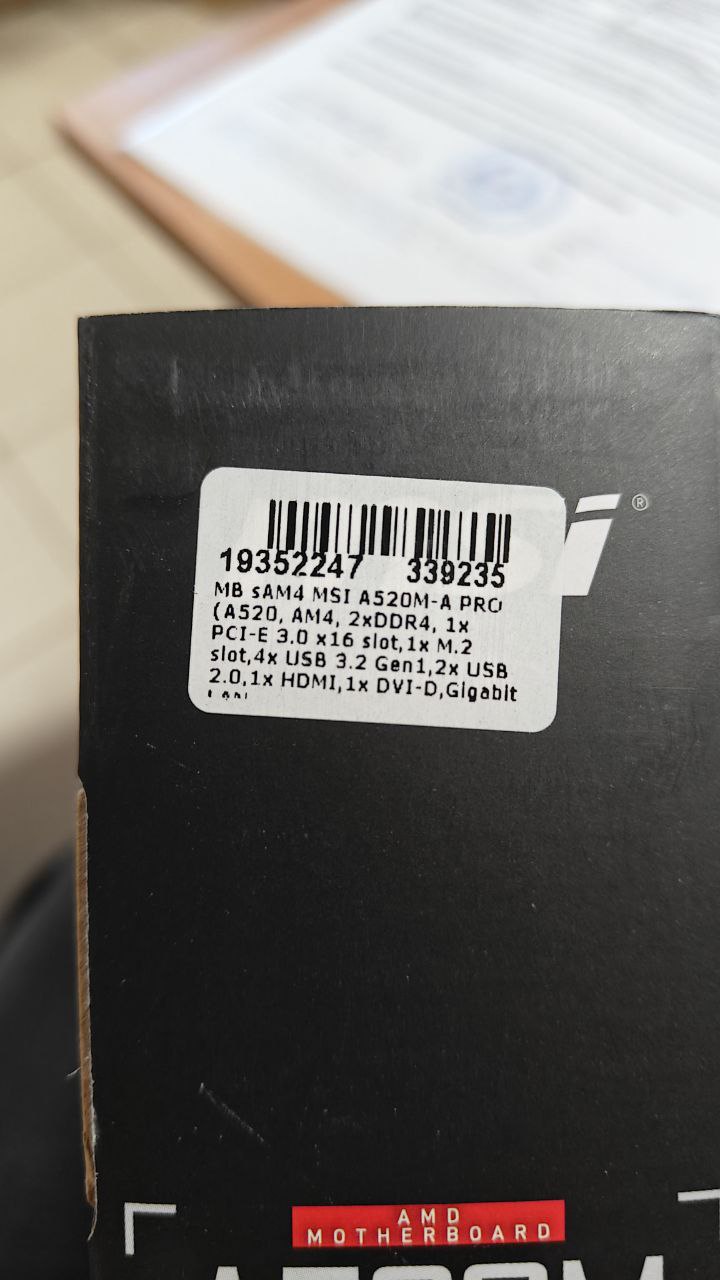 ®
19352247 339235
MB sAM4 MSI A520M-A PRO
(A520, AM4, 2xDDR4, 1x
PCI-E 3.0 x16 slot,1x M.2
slot,4x USB 3.2 Gen1,2x USB
2.0,1x HDMI,1x DVI-D,Gigabit
AMD
MOTHERBOARD